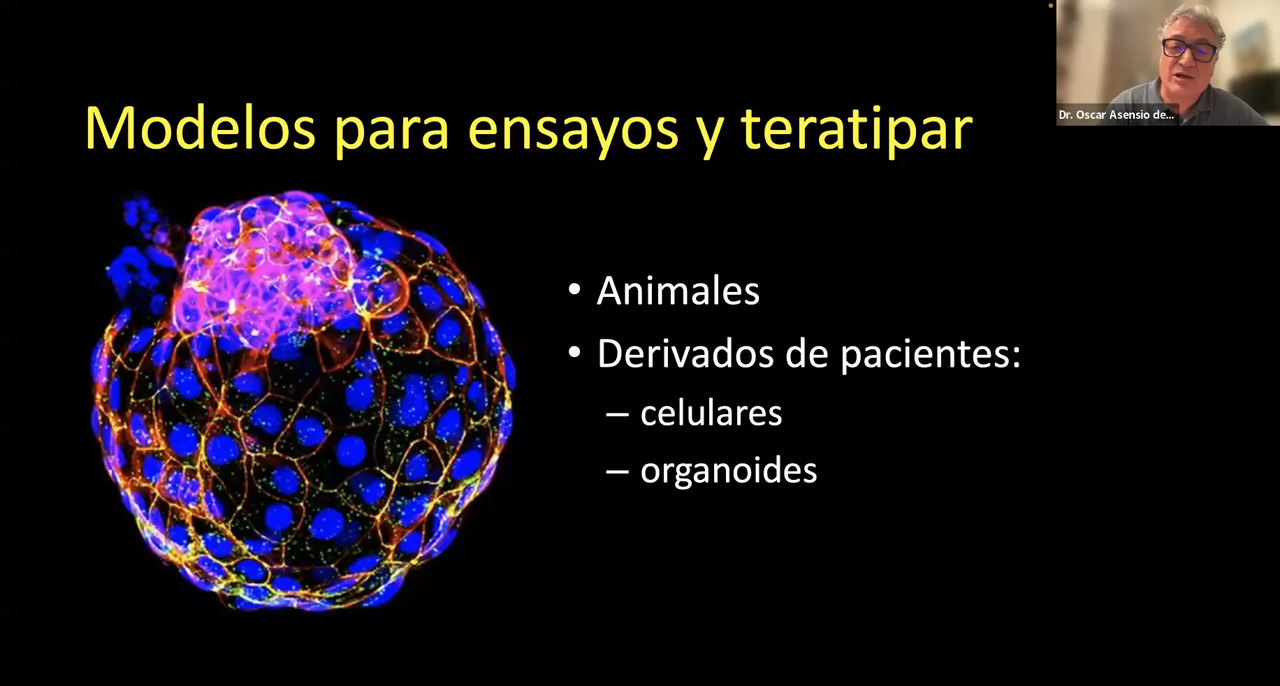 Dr. Oscar Asensio de...
Modelos para ensayos y teratipar
• Animales
• Derivados de pacientes:
– celulares
– organoides